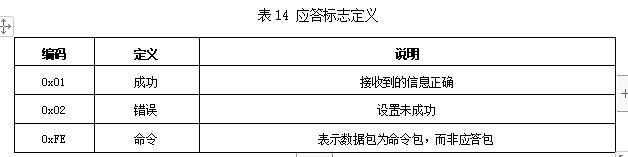 表14 应答标志定义
编码 定义 说明
0x01 成功 接收到的信息正确
0x02 错误 设置未成功
0xFE 命令 表示数据包为命令包，而非应答包